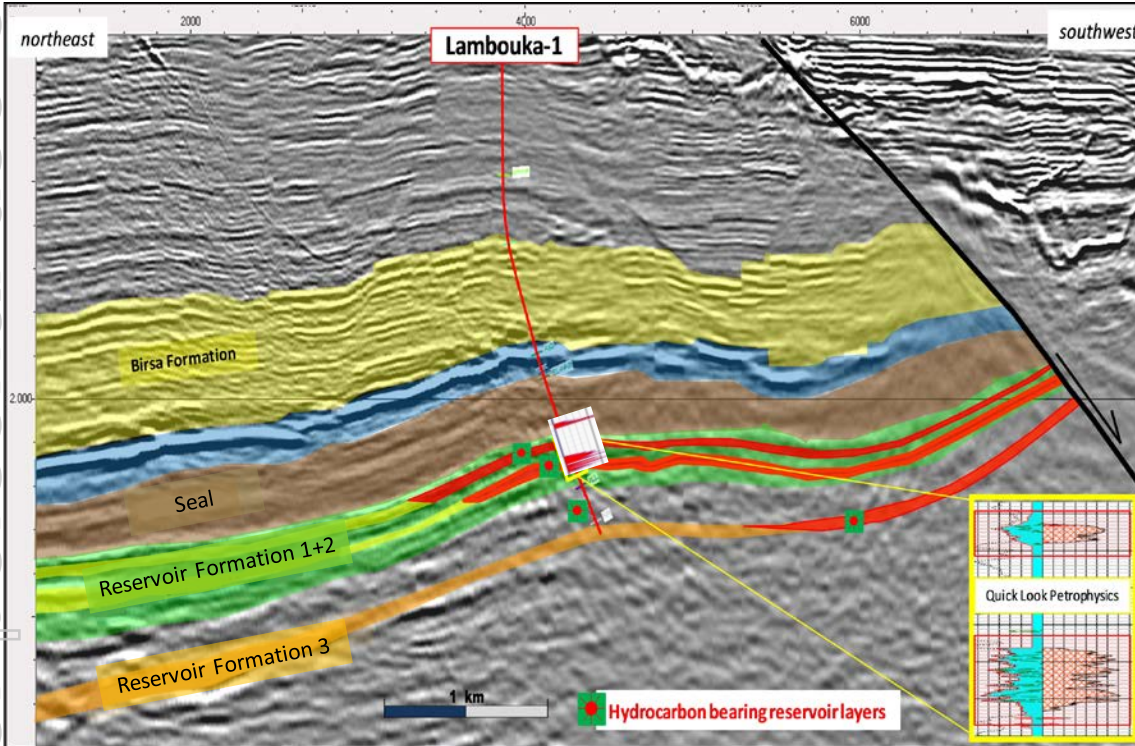 2000
4000
6000
northeast
southwest
Lambouka-1
Birsa Formation
2.000
Seal
Reservoir Formation 1+2
Reservoir Formation 3
Quick Look Petrophysics
1 km
Hydrocarbon bearing reservoir layers